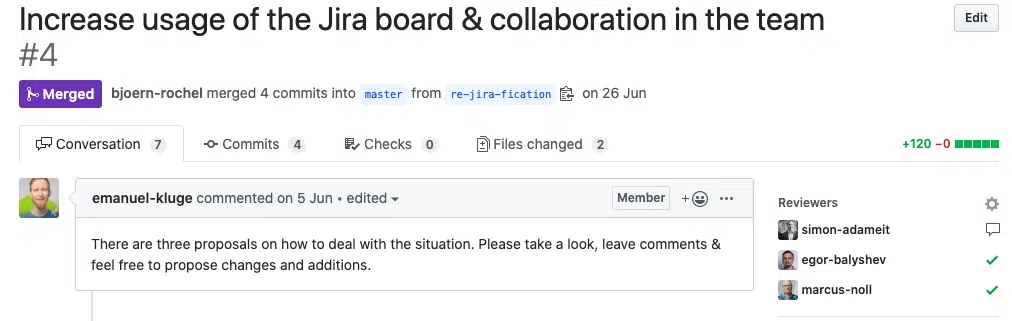 Increase usage of the Jira board & collaboration in the team
#4
Edit
Merged bjoern-rochel merged 4 commits into master from re-jira-fication on 26 Jun
Conversation 7 Commits 4 Checks 0 Files changed 2 +120 −0
emanuel-kluge commented on 5 Jun • edited Member + •••
There are three proposals on how to deal with the situation. Please take a look, leave comments &
feel free to propose changes and additions.
Reviewers
simon-adameit
egor-balyshev
marcus-noll